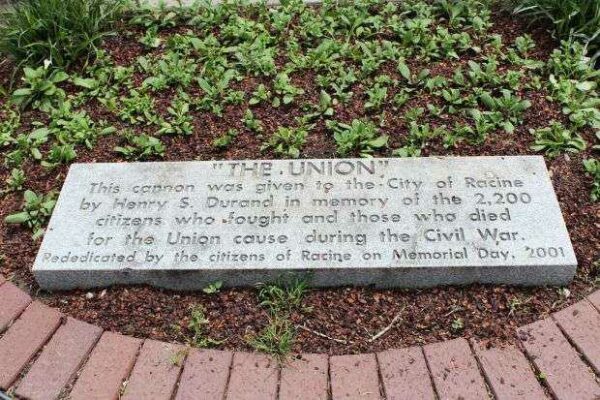 "THE UNION"
This cannon was given to the City of Racine
by Henry S. Durand in memory of the 2,200
citizens who fought and those who died
for the Union cause during the Civil War.
Rededicated by the citizens of Racine on Memorial Day, 2001